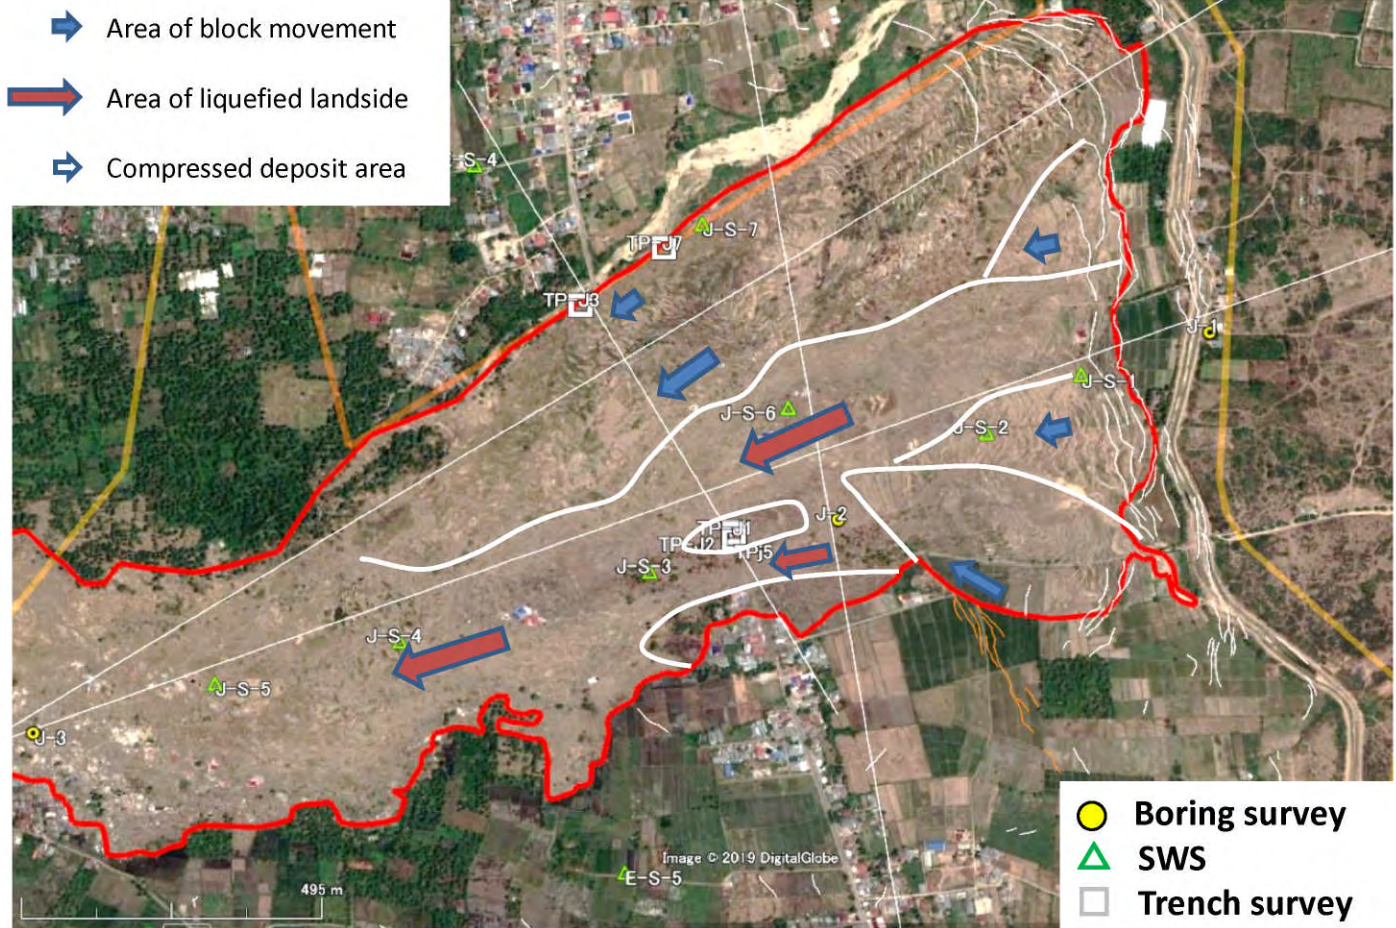 Area of block movement
Area of liquefied landside
Compressed deposit area
S-4
J-S-7
TP-J7
TP-J3
J-1
J-S-1
J-S-6
J-S-2
J-2
TP-J1
TP-J2
TPj5
J-S-3
J-S-4
J-S-5
J-3
Boring survey
SWS
Trench survey
Image © 2019 DigitalGlobe
E-S-5
495 m